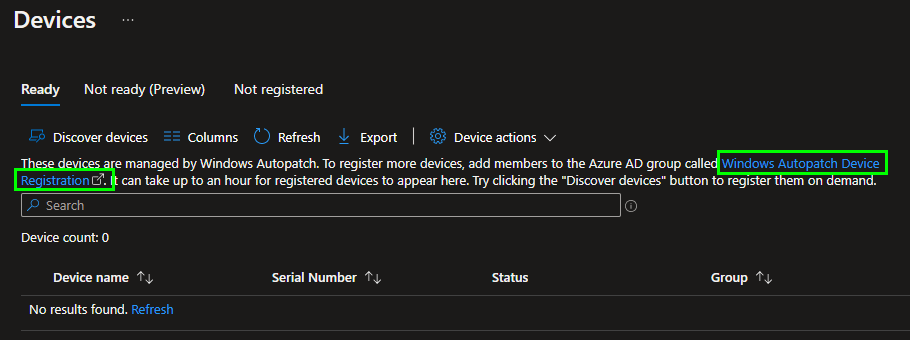 Devices ...
Ready Not ready (Preview) Not registered
Discover devices Columns Refresh Export Device actions
These devices are managed by Windows Autopatch. To register more devices, add members to the Azure AD group called Windows Autopatch Device
Registration. It can take up to an hour for registered devices to appear here. Try clicking the "Discover devices" button to register them on demand.
Search
Device count: 0
Device name Serial Number Status Group
No results found. Refresh